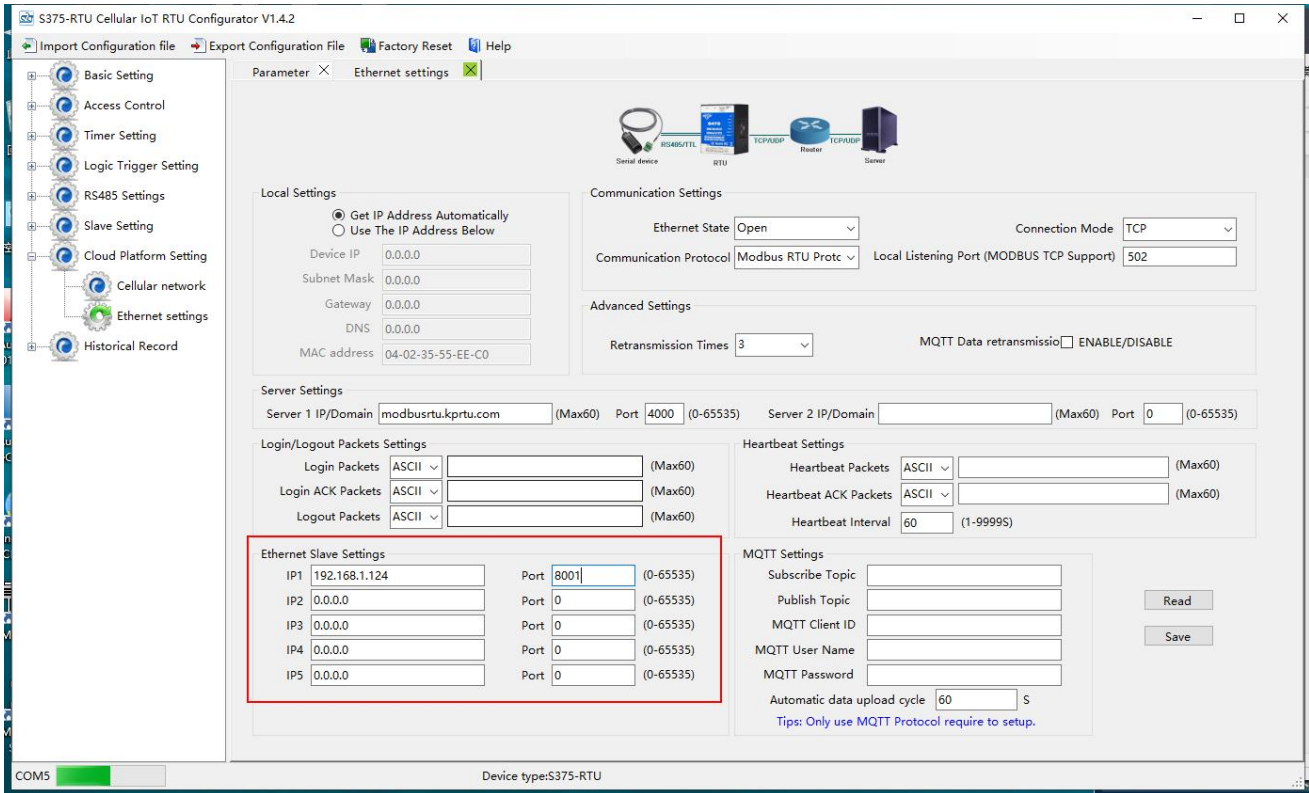 S375-RTU Cellular IoT RTU Configurator V1.4.2
Import Configuration file Export Configuration File Factory Reset Help
Basic Setting
Access Control
Timer Setting
Logic Trigger Setting
RS485 Settings
Slave Setting
Cloud Platform Setting
Cellular network
Ethernet settings
Historical Record
Parameter Ethernet settings
RS485/TTL TCP/UDP TCP/UDP
Serial device RTU Router Server
Local Settings
Get IP Address Automatically
Use The IP Address Below
Device IP 0.0.0.0
Subnet Mask 0.0.0.0
Gateway 0.0.0.0
DNS 0.0.0.0
MAC address 04-02-35-55-EE-C0
Communication Settings
Ethernet State Open Connection Mode TCP
Communication Protocol Modbus RTU Protc Local Listening Port (MODBUS TCP Support) 502
Advanced Settings
Retransmission Times 3 MQTT Data retransmissio ENABLE/DISABLE
Server Settings
Server 1 IP/Domain modbusrtu.kprtu.com (Max60) Port 4000 (0-65535) Server 2 IP/Domain (Max60) Port 0 (0-65535)
Login/Logout Packets Settings
Login Packets ASCII (Max60)
Login ACK Packets ASCII (Max60)
Logout Packets ASCII (Max60)
Heartbeat Settings
Heartbeat Packets ASCII (Max60)
Heartbeat ACK Packets ASCII (Max60)
Heartbeat Interval 60 (1-9999S)
Ethernet Slave Settings
IP1 192.168.1.124 Port 8001 (0-65535)
IP2 0.0.0.0 Port 0 (0-65535)
IP3 0.0.0.0 Port 0 (0-65535)
IP4 0.0.0.0 Port 0 (0-65535)
IP5 0.0.0.0 Port 0 (0-65535)
MQTT Settings
Subscribe Topic
Publish Topic
MQTT Client ID
MQTT User Name
MQTT Password
Automatic data upload cycle 60 S
Tips: Only use MQTT Protocol require to setup.
Read
Save
COM5 Device type:S375-RTU